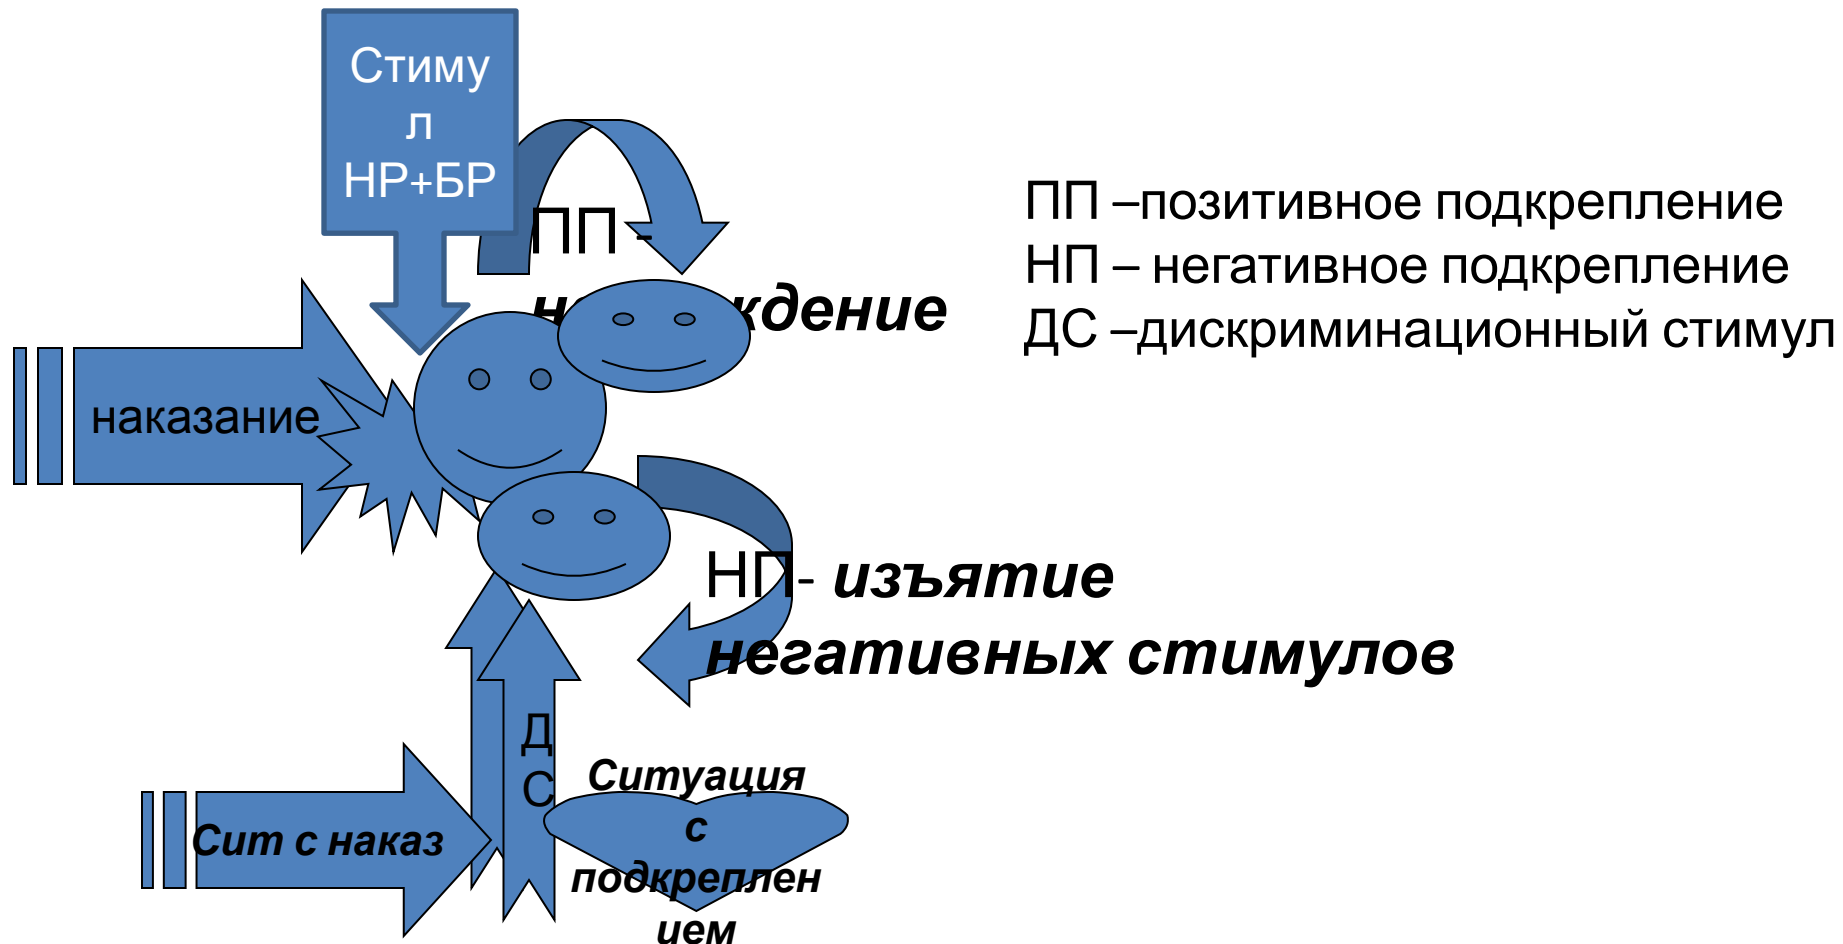 Стиму
л
НР+БР
ПП -
ПП –позитивное подкрепление
НП – негативное подкрепление
ДС –дискриминационный стимул
наказание
НП- изъятие
негативных стимулов
Д
С
Сит с наказ
Ситуация
с
подкреплен
ием